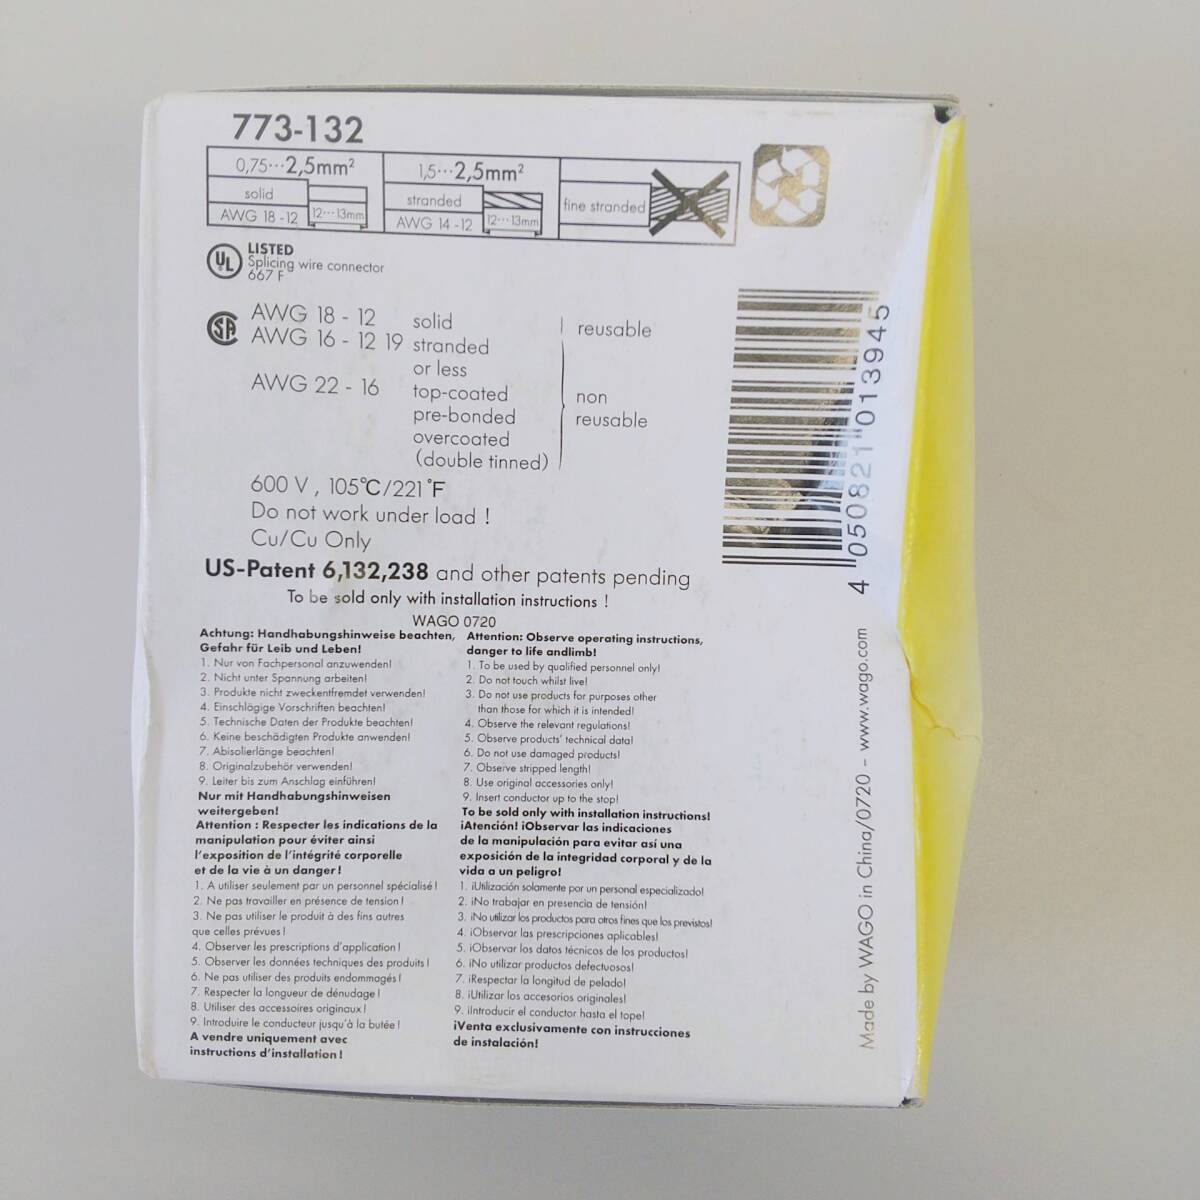 773-132
0,75···2,5mm²
solid
AWG 18 -12
12···13mm
1,5···2,5mm²
stranded
AWG 14 -12
12···13mm
fine stranded
UL
LISTED
Splicing wire connector
667 F
SA
AWG 18 - 12 solid
AWG 16 - 12 19 stranded
or less
AWG 22 - 16 top-coated
pre-bonded
overcoated
(double tinned)
reusable
non
reusable
600 V , 105℃/221℉
Do not work under load !
Cu/Cu Only
US-Patent 6,132,238 and other patents pending
To be sold only with installation instructions !
WAGO 0720
Achtung: Handhabungshinweise beachten,
Gefahr für Leib und Leben!
1. Nur von Fachpersonal anzuwenden!
2. Nicht unter Spannung arbeiten!
3. Produkte nicht zweckentfremdet verwenden!
4. Einschlägige Vorschriften beachten!
5. Technische Daten der Produkte beachten!
6. Keine beschädigten Produkte anwenden!
7. Abisolierlänge beachten!
8. Originalzubehör verwenden!
9. Leiter bis zum Anschlag einführen!
Nur mit Handhabungshinweisen
weitergeben!
Attention: Observe operating instructions,
danger to life andlimb!
1. To be used by qualified personnel only!
2. Do not touch whilst live!
3. Do not use products for purposes other
than those for which it is intended!
4. Observe the relevant regulations!
5. Observe products' technical data!
6. Do not use damaged products!
7. Observe stripped length!
8. Use original accessories only!
9. Insert conductor up to the stop!
To be sold only with installation instructions!
Attention : Respecter les indications de la
manipulation pour éviter ainsi
l'exposition de l'intégrité corporelle
et de la vie à un danger!
1. A utiliser seulement par un personnel spécialisé !
2. Ne pas travailler en présence de tension !
3. Ne pas utiliser le produit à des fins autres
que celles prévues !
4. Observer les prescriptions d'application !
5. Observer les données techniques des produits !
6. Ne pas utiliser des produits endommagés !
7. Respecter la longueur de dénudage !
8. Utiliser des accessoires originaux !
9. Introduire le conducteur jusqu'à la butée !
A vendre uniquement avec
instructions d'installation !
¡Atención! ¡Observar las indicaciones
de la manipulación para evitar así una
exposición de la integridad corporal y de la
vida a un peligro!
1. ¡Utilización solamente por un personal especializado!
2. ¡No trabajar en presencia de tensión!
3. ¡No utilizar los productos para otros fines que los previstos!
4. ¡Observar las prescripciones aplicables!
5. ¡Observar los datos técnicos de los productos!
6. ¡No utilizar productos defectuosos!
7. ¡Respectar la longitud de pelado!
8. ¡Utilizar los accesorios originales!
9. ¡Introducir el conductor hasta el tope!
¡Venta exclusivamente con instrucciones
de instalación!
4 050821 013945
Made by WAGO in China/0720 - www.wago.com